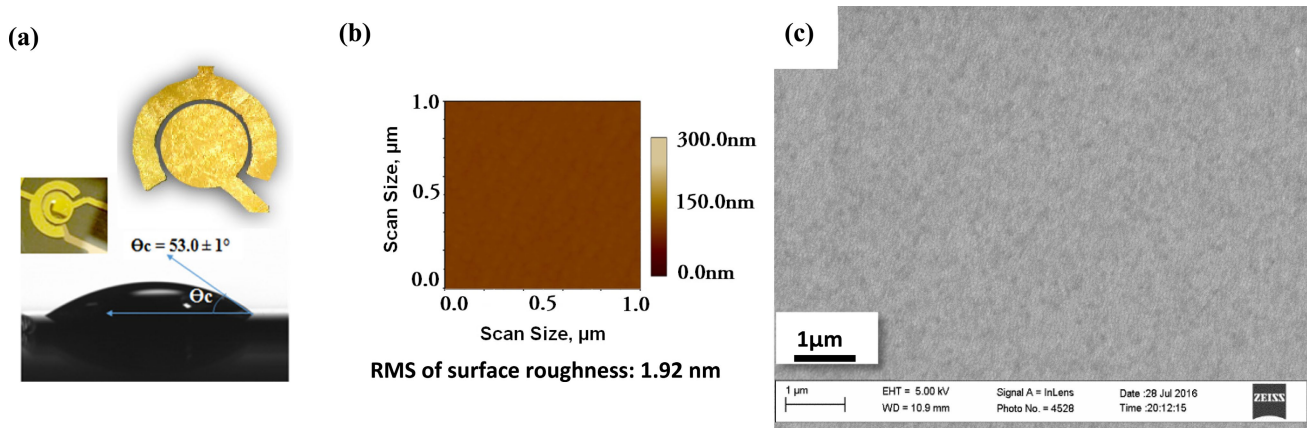 (a)
Θc = 53.0 ± 1°
Θc
(b)
1.0
0.5
0.0
Scan Size, µm
0.0
0.5
1.0
Scan Size, µm
300.0nm
150.0nm
0.0nm
RMS of surface roughness: 1.92 nm
(c)
1µm
1 µm
EHT = 5.00 kV
WD = 10.9 mm
Signal A = InLens
Photo No. = 4528
Date :28 Jul 2016
Time :20:12:15
ZEISS